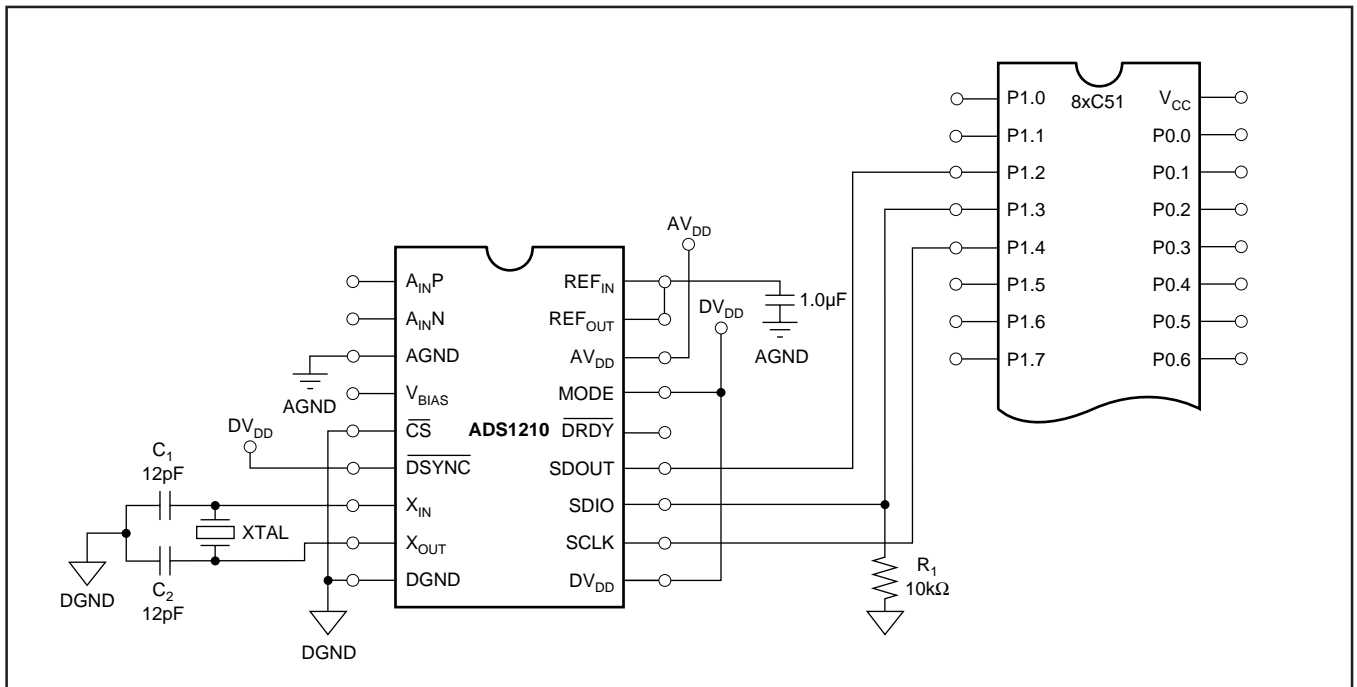 8xC51
P1.0
P1.1
P1.2
P1.3
P1.4
P1.5
P1.6
P1.7
VCC
P0.0
P0.1
P0.2
P0.3
P0.4
P0.5
P0.6
AVDD
DVDD
1.0µF
AGND
ADS1210
AINP
AINN
AGND
VBIAS
CS
DSYNC
XIN
XOUT
DGND
REFIN
REFOUT
AVDD
MODE
DRDY
SDOUT
SDIO
SCLK
DVDD
AGND
DVDD
C1
12pF
XTAL
C2
12pF
DGND
DGND
R1
10kΩ